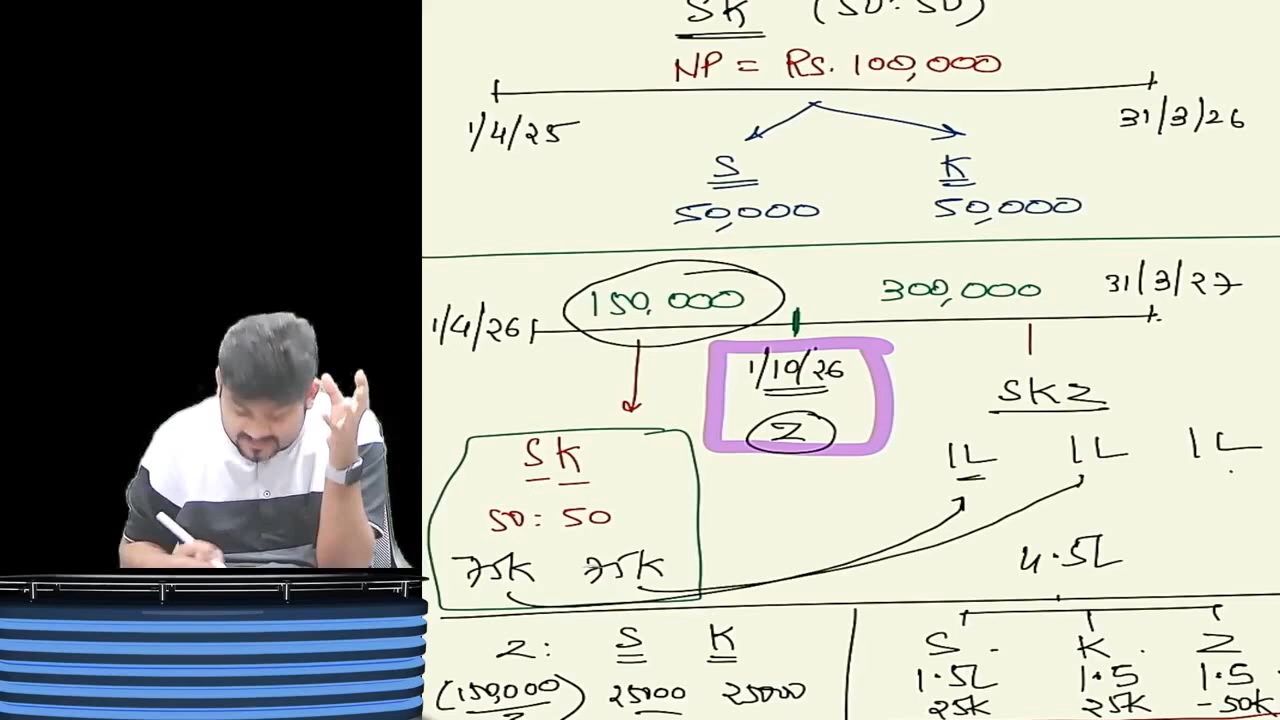 SK (50:50)
NP = Rs. 100,000
1/4/25
31/3/26
S K
50,000 50,000
150,000 300,000 31/3/27
1/4/26
1/10/26
Z
SKZ
SK
1L 1L 1L
50:50
75K 75K
4.5L
Z: S K
(150,000) 25000 25000
S. K. Z
1.5L 1.5 1.5
25K 25K -50K